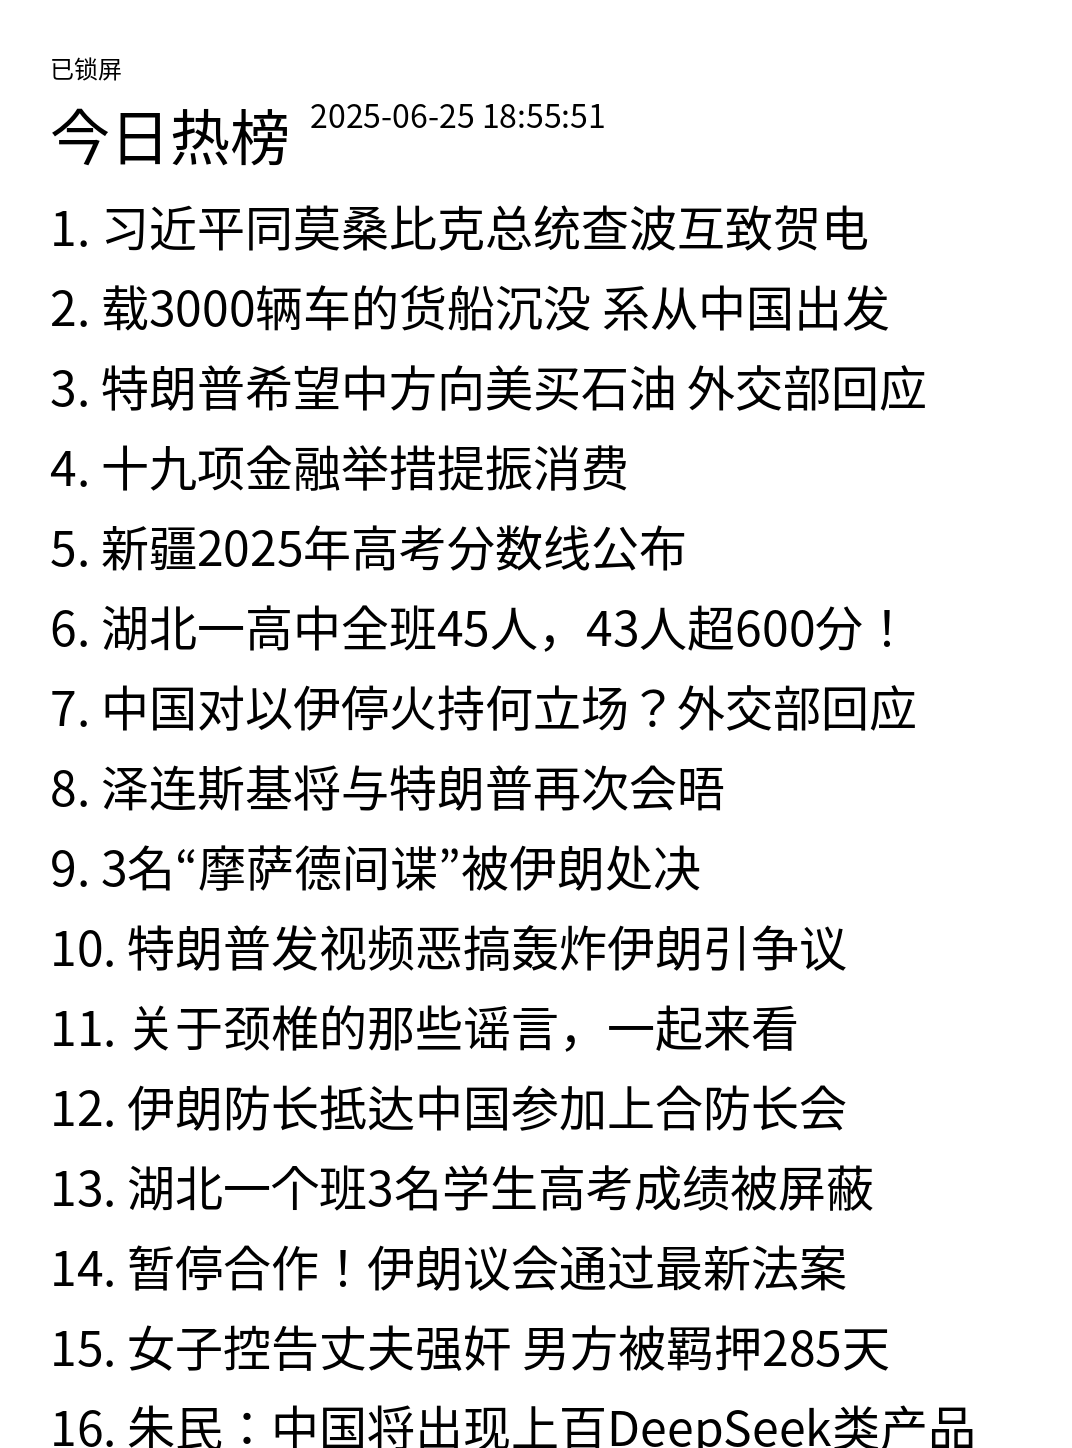 已锁屏
今日热榜 2025-06-25 18:55:51
1. 习近平同莫桑比克总统查波互致贺电
2. 载3000辆车的货船沉没 系从中国出发
3. 特朗普希望中方向美买石油 外交部回应
4. 十九项金融举措提振消费
5. 新疆2025年高考分数线公布
6. 湖北一高中全班45人，43人超600分！
7. 中国对以伊停火持何立场？外交部回应
8. 泽连斯基将与特朗普再次会晤
9. 3名“摩萨德间谍”被伊朗处决
10. 特朗普发视频恶搞轰炸伊朗引争议
11. 关于颈椎的那些谣言，一起来看
12. 伊朗防长抵达中国参加上合防长会
13. 湖北一个班3名学生高考成绩被屏蔽
14. 暂停合作！伊朗议会通过最新法案
15. 女子控告丈夫强奸 男方被羁押285天
16. 朱民：中国将出现上百DeepSeek类产品